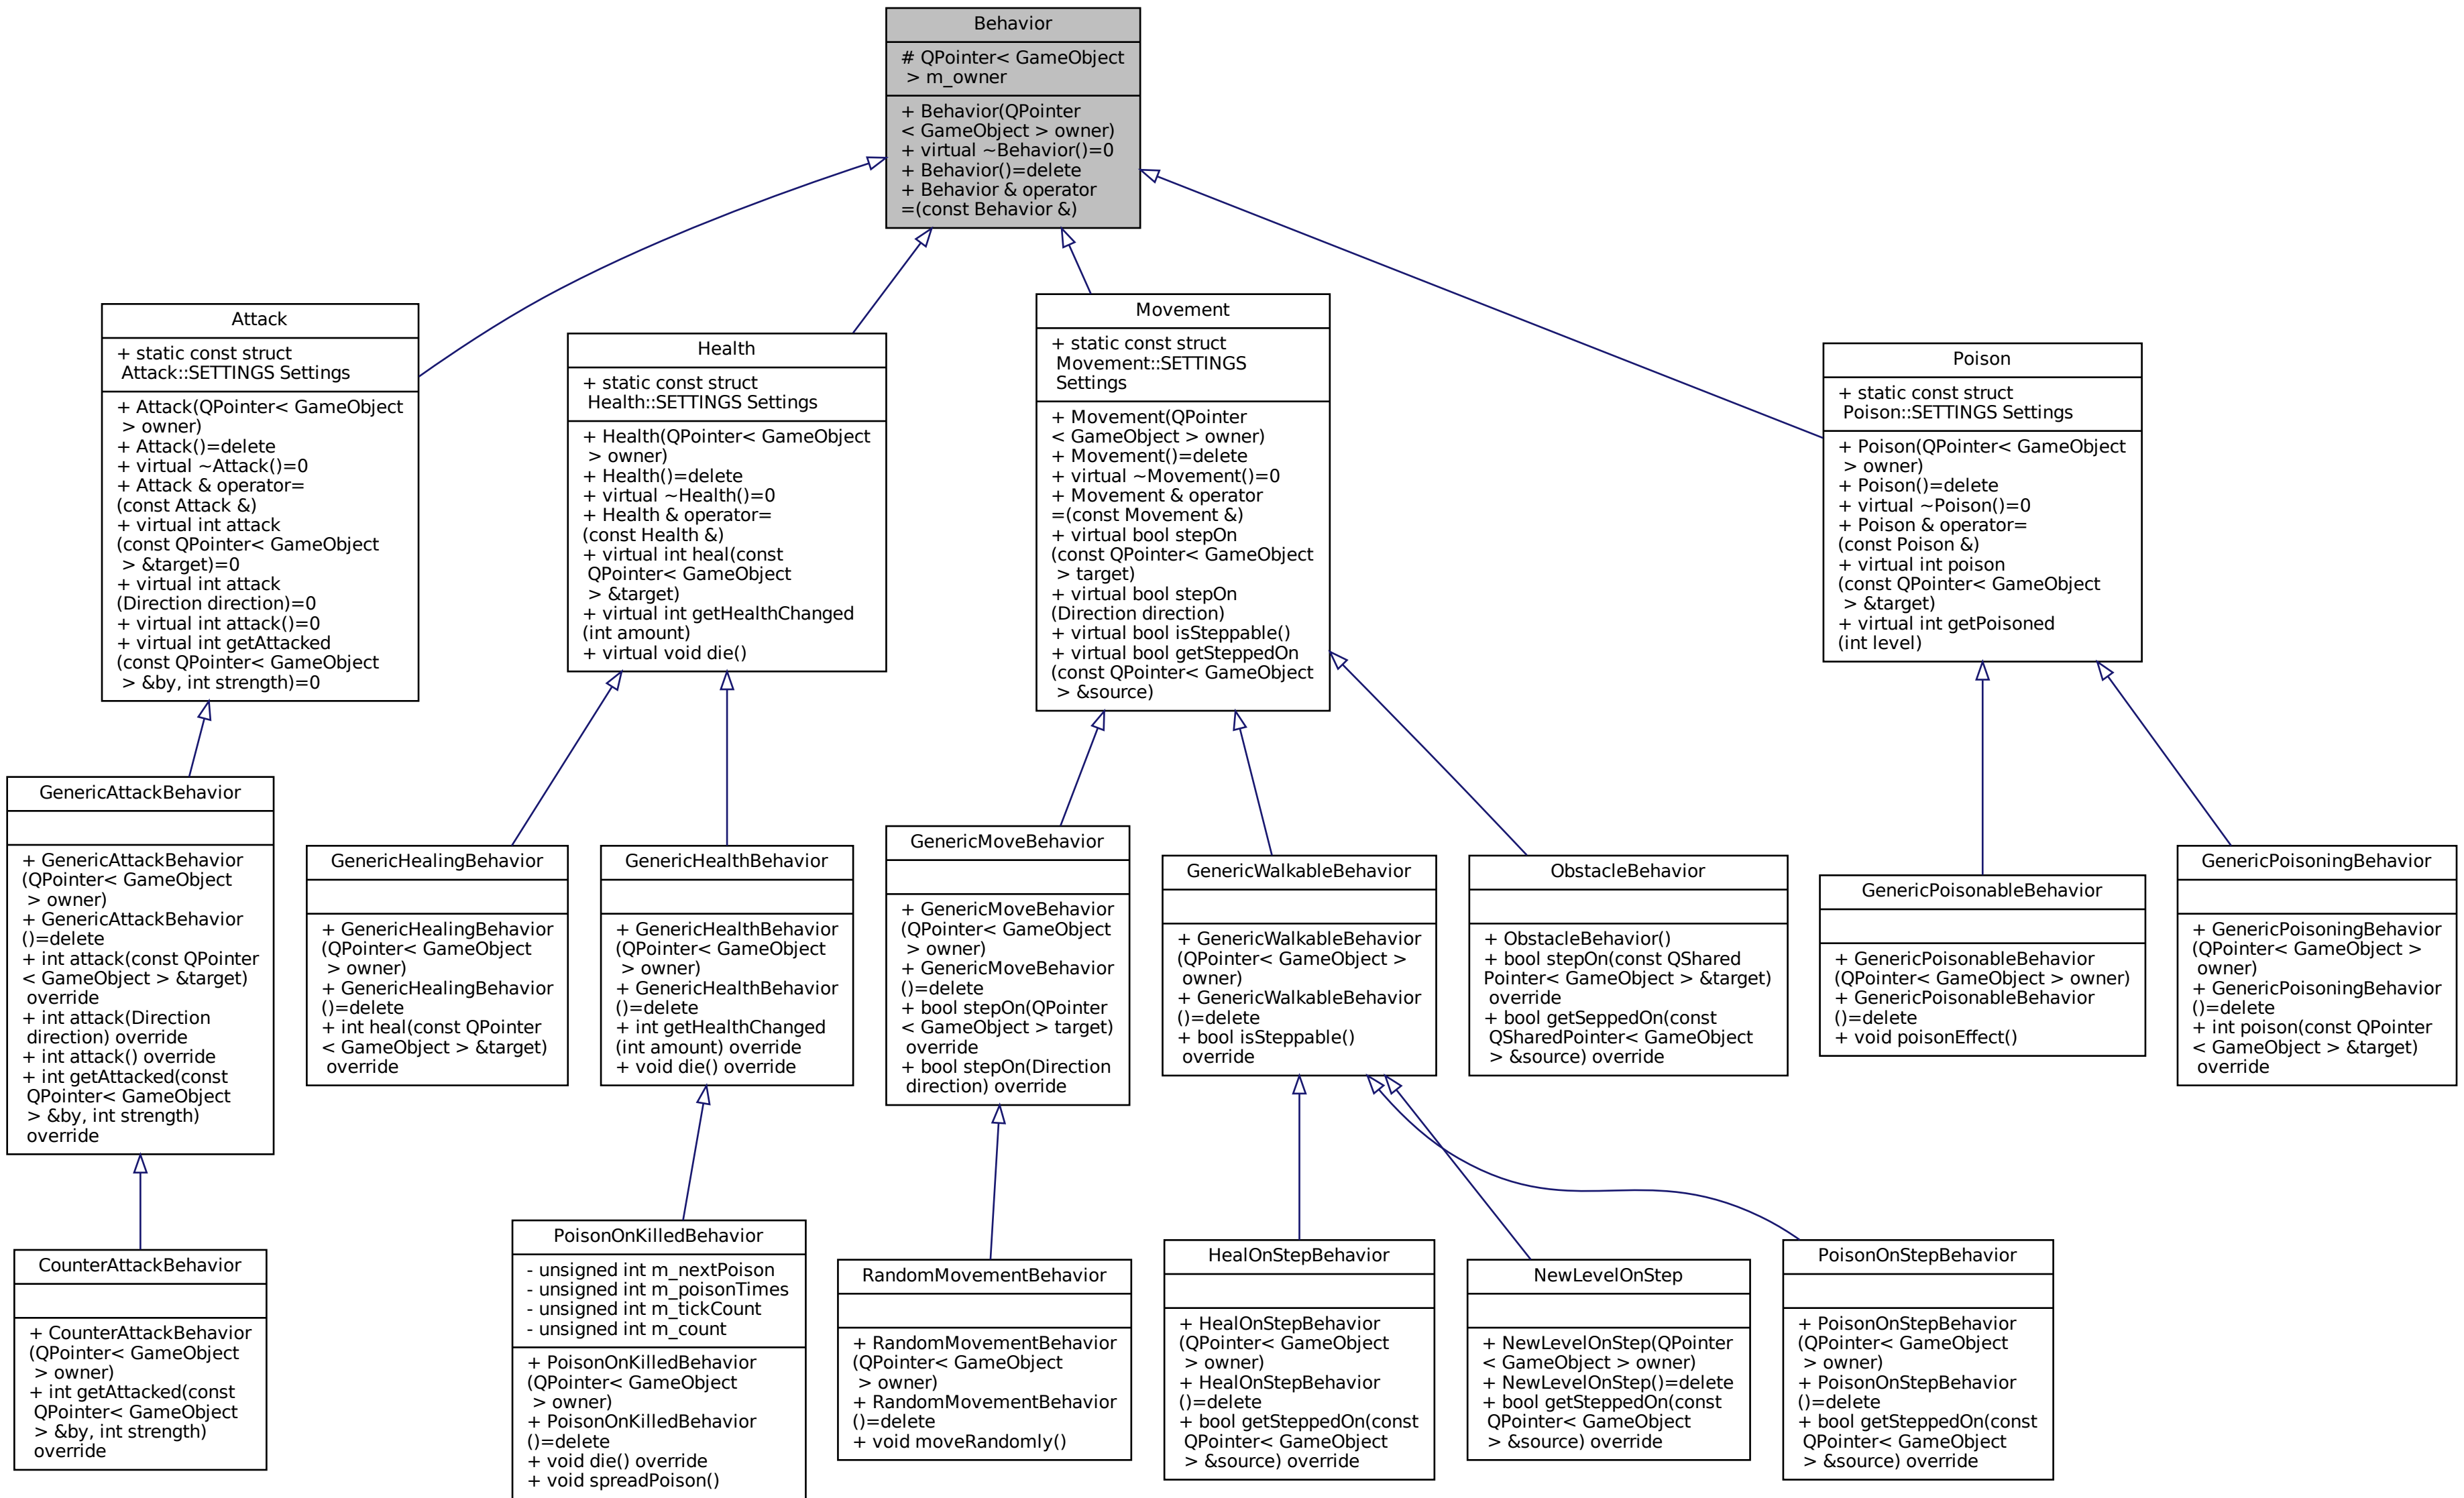 Behavior
# QPointer< GameObject
> m_owner
+ Behavior(QPointer
< GameObject > owner)
+ virtual ~Behavior()=0
+ Behavior()=delete
+ Behavior & operator
=(const Behavior &)
Attack
+ static const struct
Attack::SETTINGS Settings
+ Attack(QPointer< GameObject
> owner)
+ Attack()=delete
+ virtual ~Attack()=0
+ Attack & operator=
(const Attack &)
+ virtual int attack
(const QPointer< GameObject
> &target)=0
+ virtual int attack
(Direction direction)=0
+ virtual int attack()=0
+ virtual int getAttacked
(const QPointer< GameObject
> &by, int strength)=0
Health
+ static const struct
Health::SETTINGS Settings
+ Health(QPointer< GameObject
> owner)
+ Health()=delete
+ virtual ~Health()=0
+ Health & operator=
(const Health &)
+ virtual int heal(const
QPointer< GameObject
> &target)
+ virtual int getHealthChanged
(int amount)
+ virtual void die()
Movement
+ static const struct
Movement::SETTINGS
Settings
+ Movement(QPointer
< GameObject > owner)
+ Movement()=delete
+ virtual ~Movement()=0
+ Movement & operator
=(const Movement &)
+ virtual bool stepOn
(const QPointer< GameObject
> target)
+ virtual bool stepOn
(Direction direction)
+ virtual bool isSteppable()
+ virtual bool getSteppedOn
(const QPointer< GameObject
> &source)
Poison
+ static const struct
Poison::SETTINGS Settings
+ Poison(QPointer< GameObject
> owner)
+ Poison()=delete
+ virtual ~Poison()=0
+ Poison & operator=
(const Poison &)
+ virtual int poison
(const QPointer< GameObject
> &target)
+ virtual int getPoisoned
(int level)
GenericAttackBehavior
+ GenericAttackBehavior
(QPointer< GameObject
> owner)
+ GenericAttackBehavior
()=delete
+ int attack(const QPointer
< GameObject > &target)
override
+ int attack(Direction
direction) override
+ int attack() override
+ int getAttacked(const
QPointer< GameObject
> &by, int strength)
override
GenericHealingBehavior
+ GenericHealingBehavior
(QPointer< GameObject
> owner)
+ GenericHealingBehavior
()=delete
+ int heal(const QPointer
< GameObject > &target)
override
GenericHealthBehavior
+ GenericHealthBehavior
(QPointer< GameObject
> owner)
+ GenericHealthBehavior
()=delete
+ int getHealthChanged
(int amount) override
+ void die() override
GenericMoveBehavior
+ GenericMoveBehavior
(QPointer< GameObject
> owner)
+ GenericMoveBehavior
()=delete
+ bool stepOn(QPointer
< GameObject > target)
override
+ bool stepOn(Direction
direction) override
GenericWalkableBehavior
+ GenericWalkableBehavior
(QPointer< GameObject >
owner)
+ GenericWalkableBehavior
()=delete
+ bool isSteppable()
override
ObstacleBehavior
+ ObstacleBehavior()
+ bool stepOn(const QShared
Pointer< GameObject > &target)
override
+ bool getSeppedOn(const
QSharedPointer< GameObject
> &source) override
GenericPoisonableBehavior
+ GenericPoisonableBehavior
(QPointer< GameObject > owner)
+ GenericPoisonableBehavior
()=delete
+ void poisonEffect()
GenericPoisoningBehavior
+ GenericPoisoningBehavior
(QPointer< GameObject >
owner)
+ GenericPoisoningBehavior
()=delete
+ int poison(const QPointer
< GameObject > &target)
override
CounterAttackBehavior
+ CounterAttackBehavior
(QPointer< GameObject
> owner)
+ int getAttacked(const
QPointer< GameObject
> &by, int strength)
override
PoisonOnKilledBehavior
- unsigned int m_nextPoison
- unsigned int m_poisonTimes
- unsigned int m_tickCount
- unsigned int m_count
+ PoisonOnKilledBehavior
(QPointer< GameObject
> owner)
+ PoisonOnKilledBehavior
()=delete
+ void die() override
+ void spreadPoison()
RandomMovementBehavior
+ RandomMovementBehavior
(QPointer< GameObject
> owner)
+ RandomMovementBehavior
()=delete
+ void moveRandomly()
HealOnStepBehavior
+ HealOnStepBehavior
(QPointer< GameObject
> owner)
+ HealOnStepBehavior
()=delete
+ bool getSteppedOn(const
QPointer< GameObject
> &source) override
NewLevelOnStep
+ NewLevelOnStep(QPointer
< GameObject > owner)
+ NewLevelOnStep()=delete
+ bool getSteppedOn(const
QPointer< GameObject
> &source) override
PoisonOnStepBehavior
+ PoisonOnStepBehavior
(QPointer< GameObject
> owner)
+ PoisonOnStepBehavior
()=delete
+ bool getSteppedOn(const
QPointer< GameObject
> &source) override